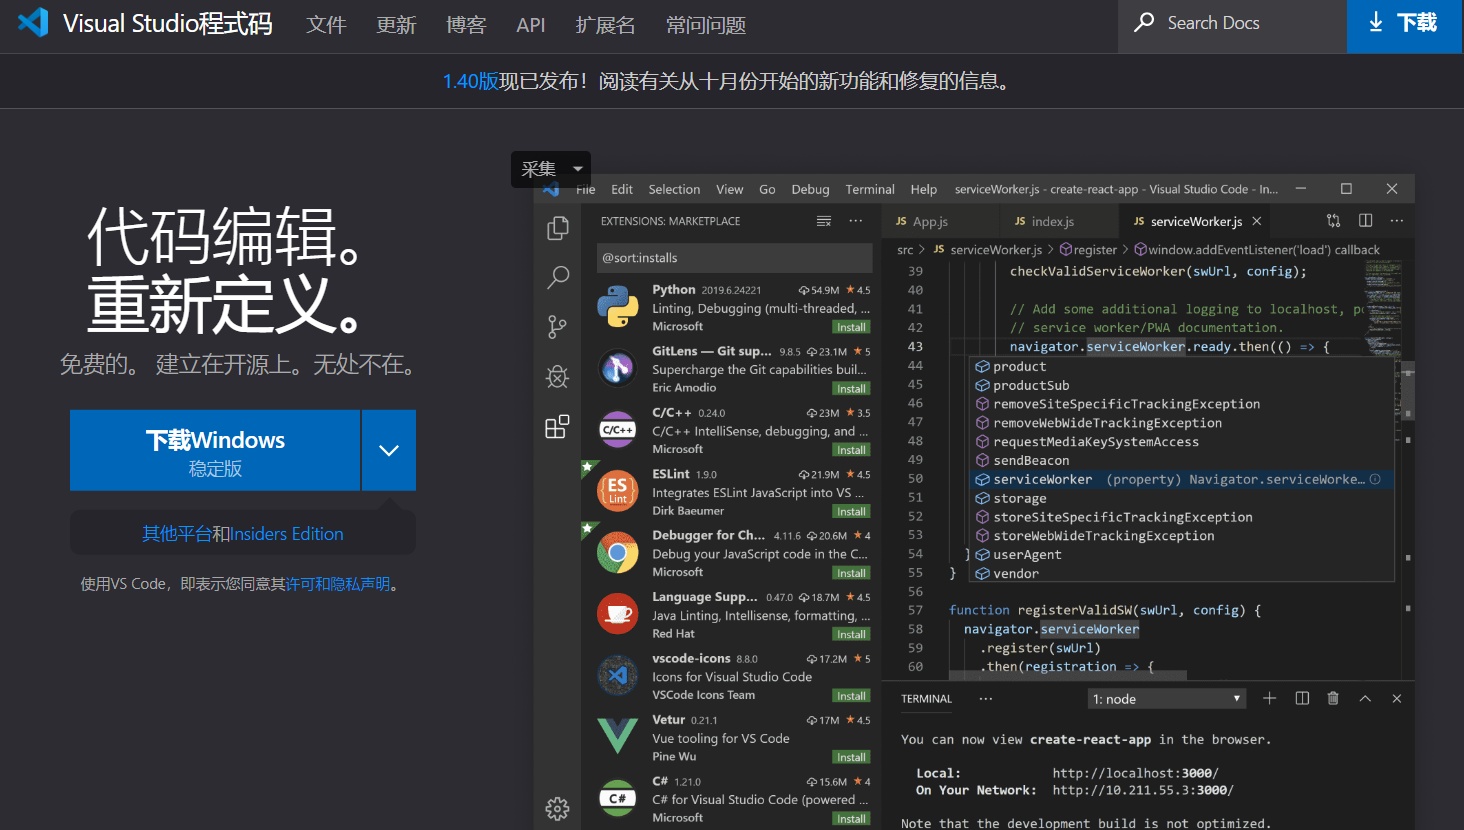 Visual Studio程式码 文件 更新 博客 API 扩展名 常问问题 Search Docs 下载
1.40版现已发布！阅读有关从十月份开始的新功能和修复的信息。
代码编辑。
重新定义。
免费的。 建立在开源上。无处不在。
下载Windows
稳定版
其他平台和Insiders Edition
使用VS Code，即表示您同意其许可和隐私声明。
采集
File Edit Selection View Go Debug Terminal Help serviceWorker.js - create-react-app - Visual Studio Code - In...
EXTENSIONS: MARKETPLACE
@sort:installs
Python 2019.6.24221 54.9M ★ 4.5
Linting, Debugging (multi-threaded, ...
Microsoft Install
GitLens — Git sup... 9.8.5 23.1M ★ 5
Supercharge the Git capabilities buil...
Eric Amodio Install
C/C++
C/C++ 0.24.0 23M ★ 3.5
C/C++ IntelliSense, debugging, and ...
Microsoft Install
ES
Lint
ESLint 1.9.0 21.9M ★ 4.5
Integrates ESLint JavaScript into VS ...
Dirk Baeumer Install
Debugger for Ch... 4.11.6 20.6M ★ 4
Debug your JavaScript code in the C...
Microsoft Install
Language Supp... 0.47.0 18.7M ★ 4.5
Java Linting, Intellisense, formatting, ...
Red Hat Install
vscode-icons 8.8.0 17.2M ★ 5
Icons for Visual Studio Code
VSCode Icons Team Install
Vetur 0.21.1 17M ★ 4.5
Vue tooling for VS Code
Pine Wu Install
C#
C# 1.21.0 15.6M ★ 4
C# for Visual Studio Code (powered ...
Microsoft Install
JS App.js JS index.js JS serviceWorker.js
src > JS serviceWorker.js > register > window.addEventListener('load') callback
39 checkValidServiceWorker(swUrl, config);
40
41 // Add some additional logging to localhost, po
42 // service worker/PWA documentation.
43 navigator.serviceWorker.ready.then(() => {
44 product
45 productSub
46 removeSiteSpecificTrackingException
47 removeWebWideTrackingException
48 requestMediaKeySystemAccess
49 sendBeacon
50 serviceWorker (property) Navigator.serviceWorke...
51 storage
52 storeSiteSpecificTrackingException
53 storeWebWideTrackingException
54 } userAgent
55 } vendor
56
57 function registerValidSW(swUrl, config) {
58 navigator.serviceWorker
59 .register(swUrl)
60 .then(registration => {
TERMINAL ... 1: node
You can now view create-react-app in the browser.
Local: http://localhost:3000/
On Your Network: http://10.211.55.3:3000/
Note that the development build is not optimized.